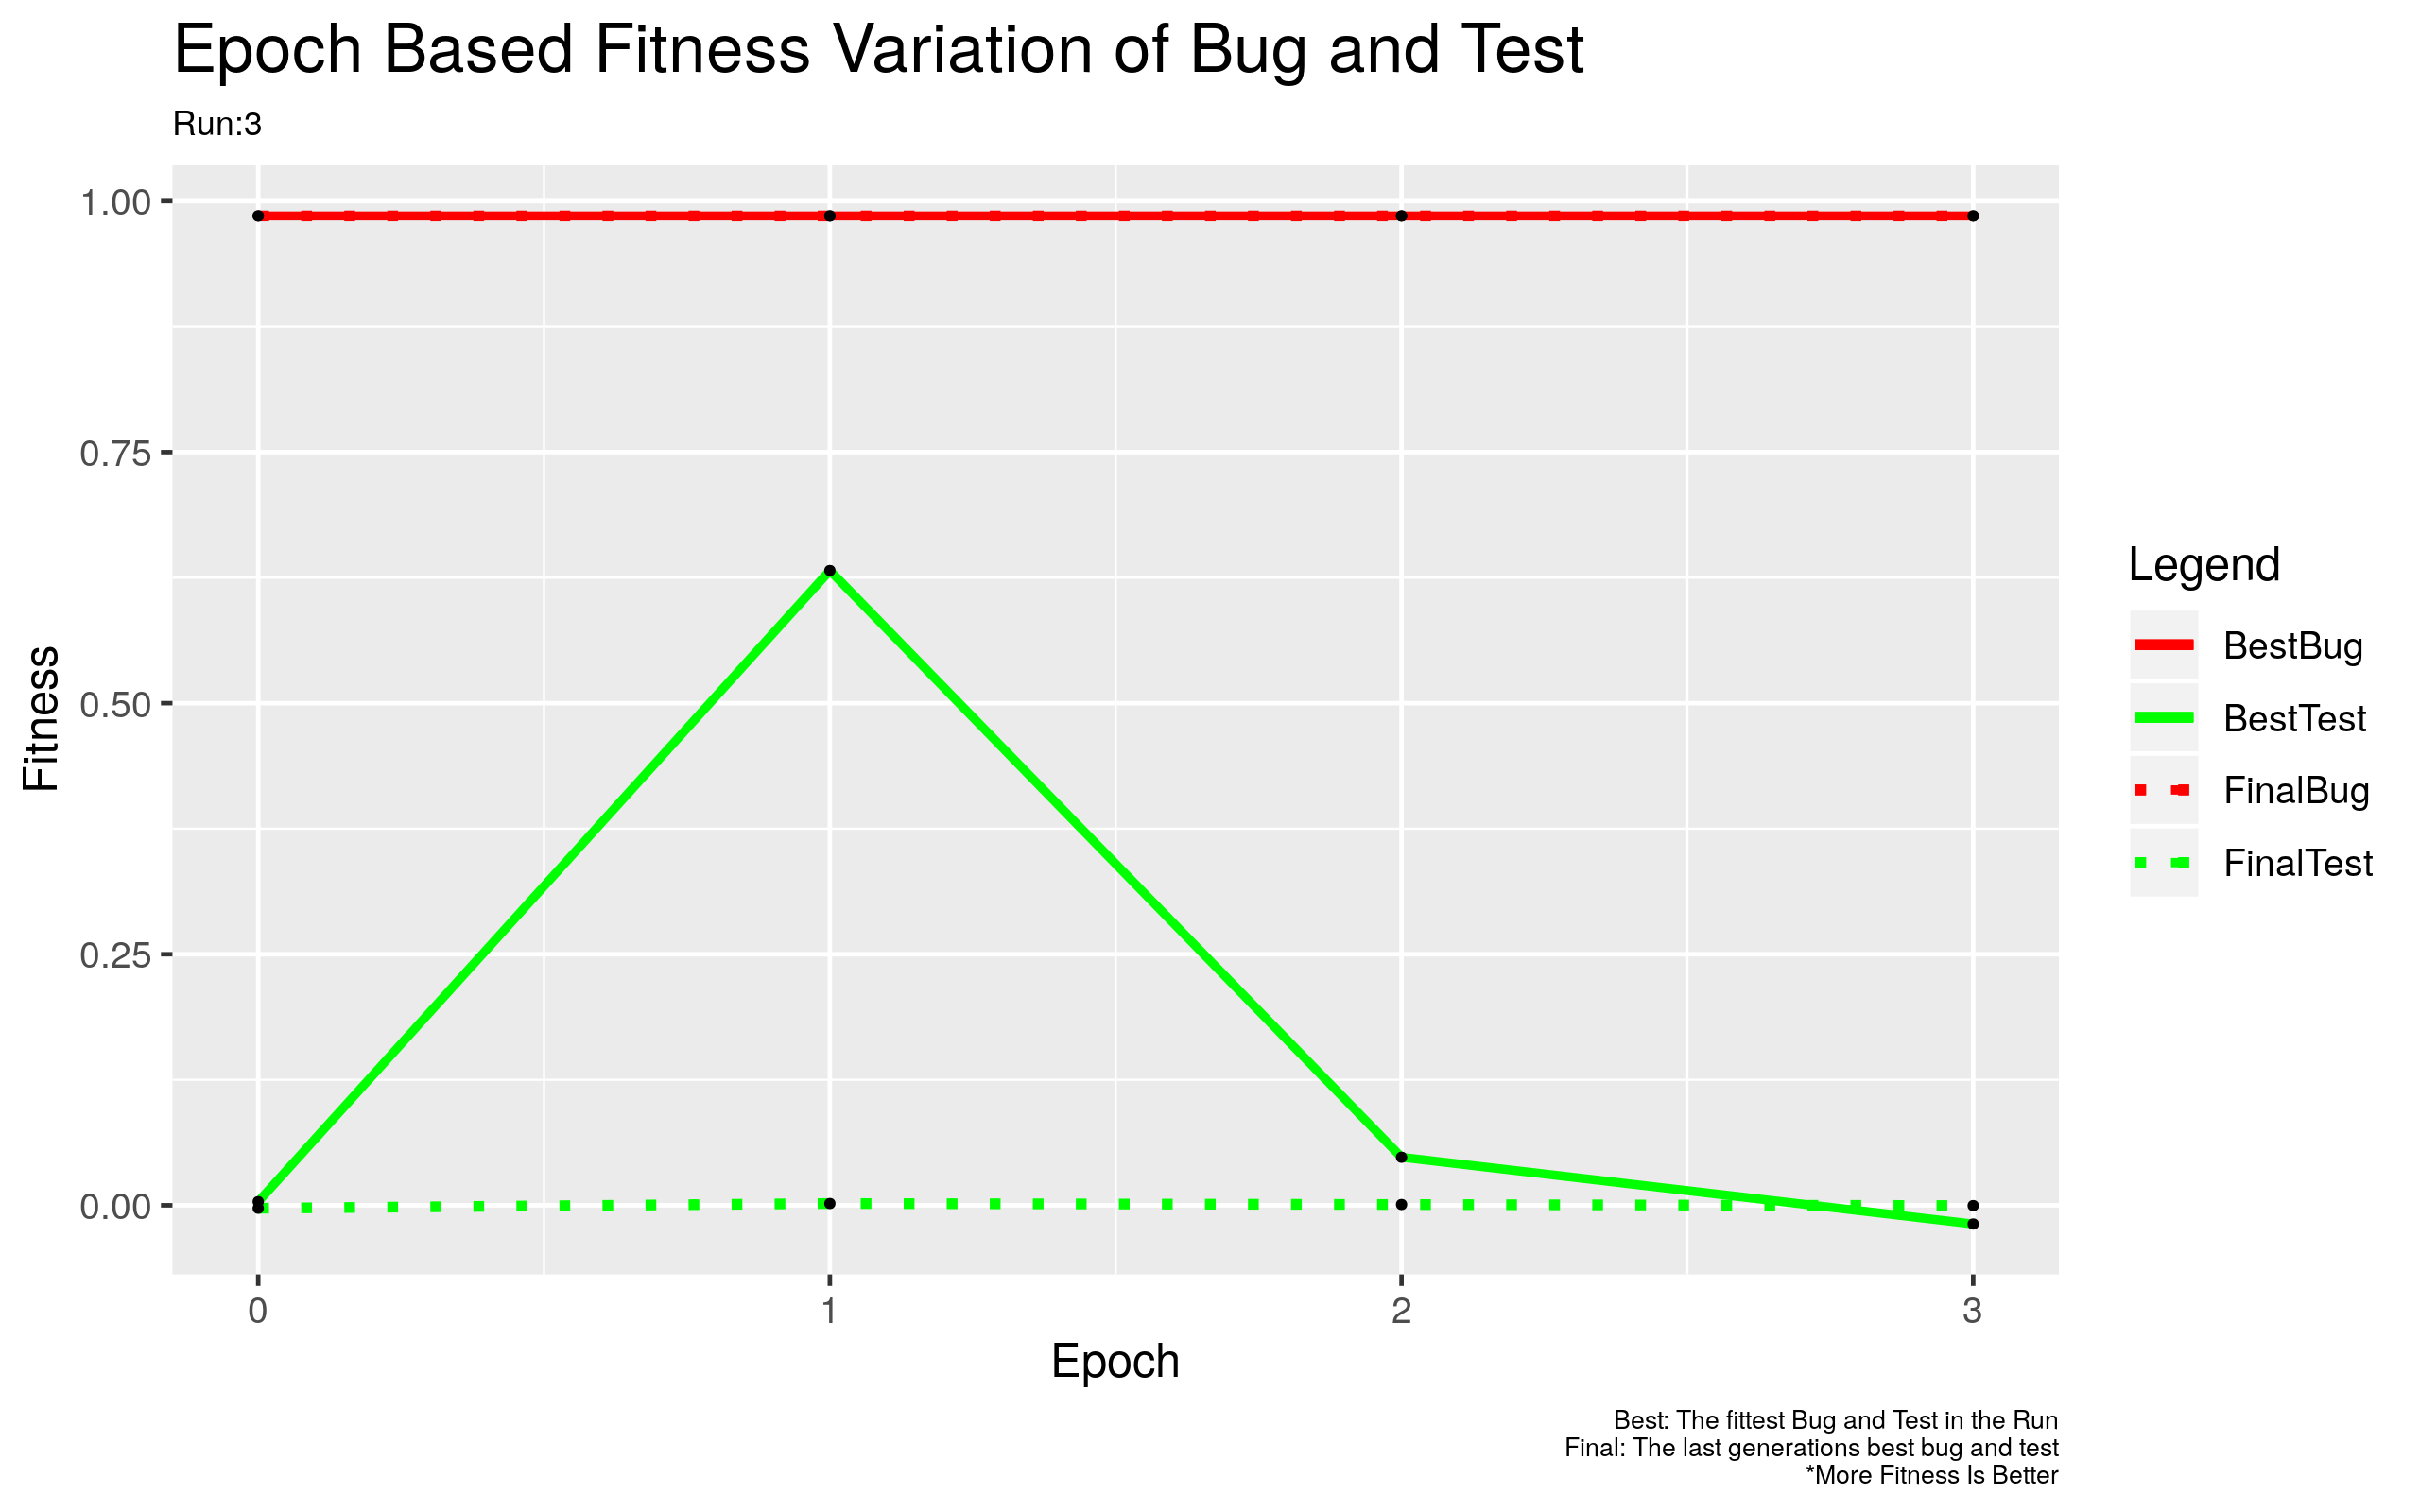 Epoch Based Fitness Variation of Bug and Test
Run:3
1.00
0.75
0.50
0.25
0.00
Fitness
0 1 2 3
Epoch
Legend
BestBug
BestTest
FinalBug
FinalTest
Best: The fittest Bug and Test in the Run
Final: The last generations best bug and test
*More Fitness Is Better